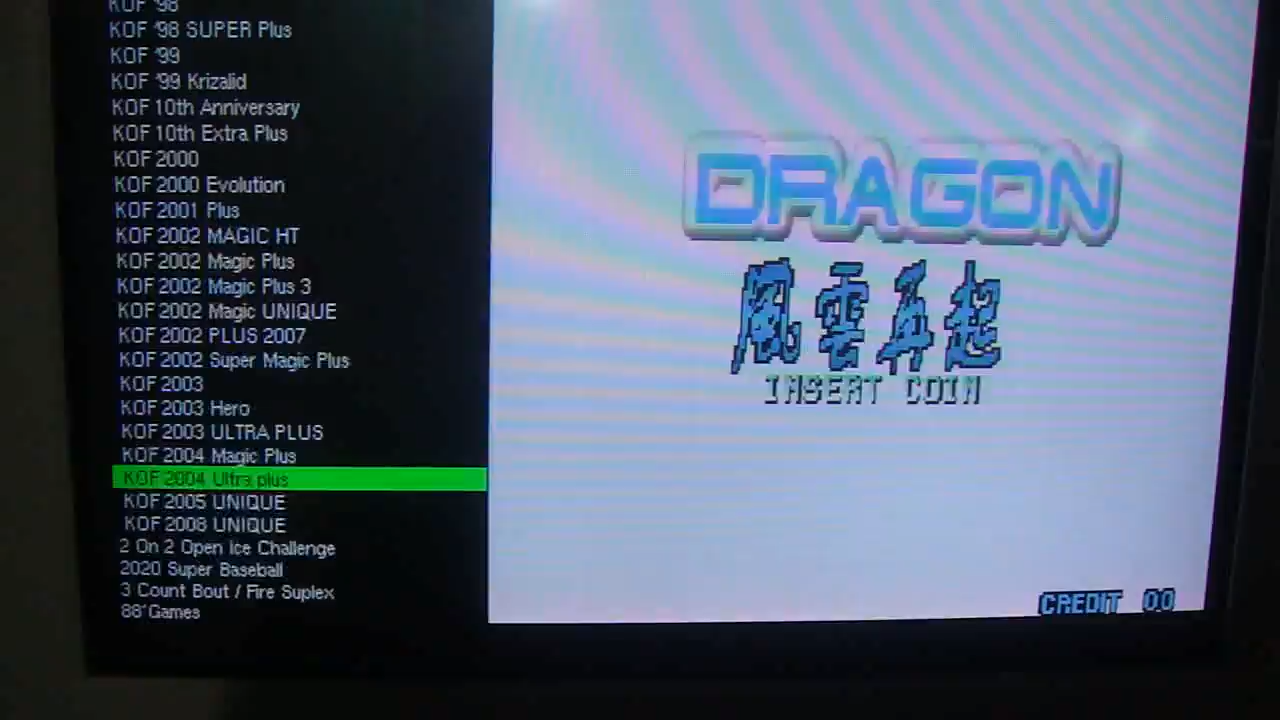 KOF '98
KOF '98 SUPER Plus
KOF '99
KOF '99 Krizalid
KOF 10th Anniversary
KOF 10th Extra Plus
KOF 2000
KOF 2000 Evolution
KOF 2001 Plus
KOF 2002 MAGIC HT
KOF 2002 Magic Plus
KOF 2002 Magic Plus 3
KOF 2002 Magic UNIQUE
KOF 2002 PLUS 2007
KOF 2002 Super Magic Plus
KOF 2003
KOF 2003 Hero
KOF 2003 ULTRA PLUS
KOF 2004 Magic Plus
KOF 2004 Ultra plus
KOF 2005 UNIQUE
KOF 2008 UNIQUE
2 On 2 Open Ice Challenge
2020 Super Baseball
3 Count Bout / Fire Suplex
88'Games
DRAGON
風雲再起
INSERT COIN
CREDIT 00